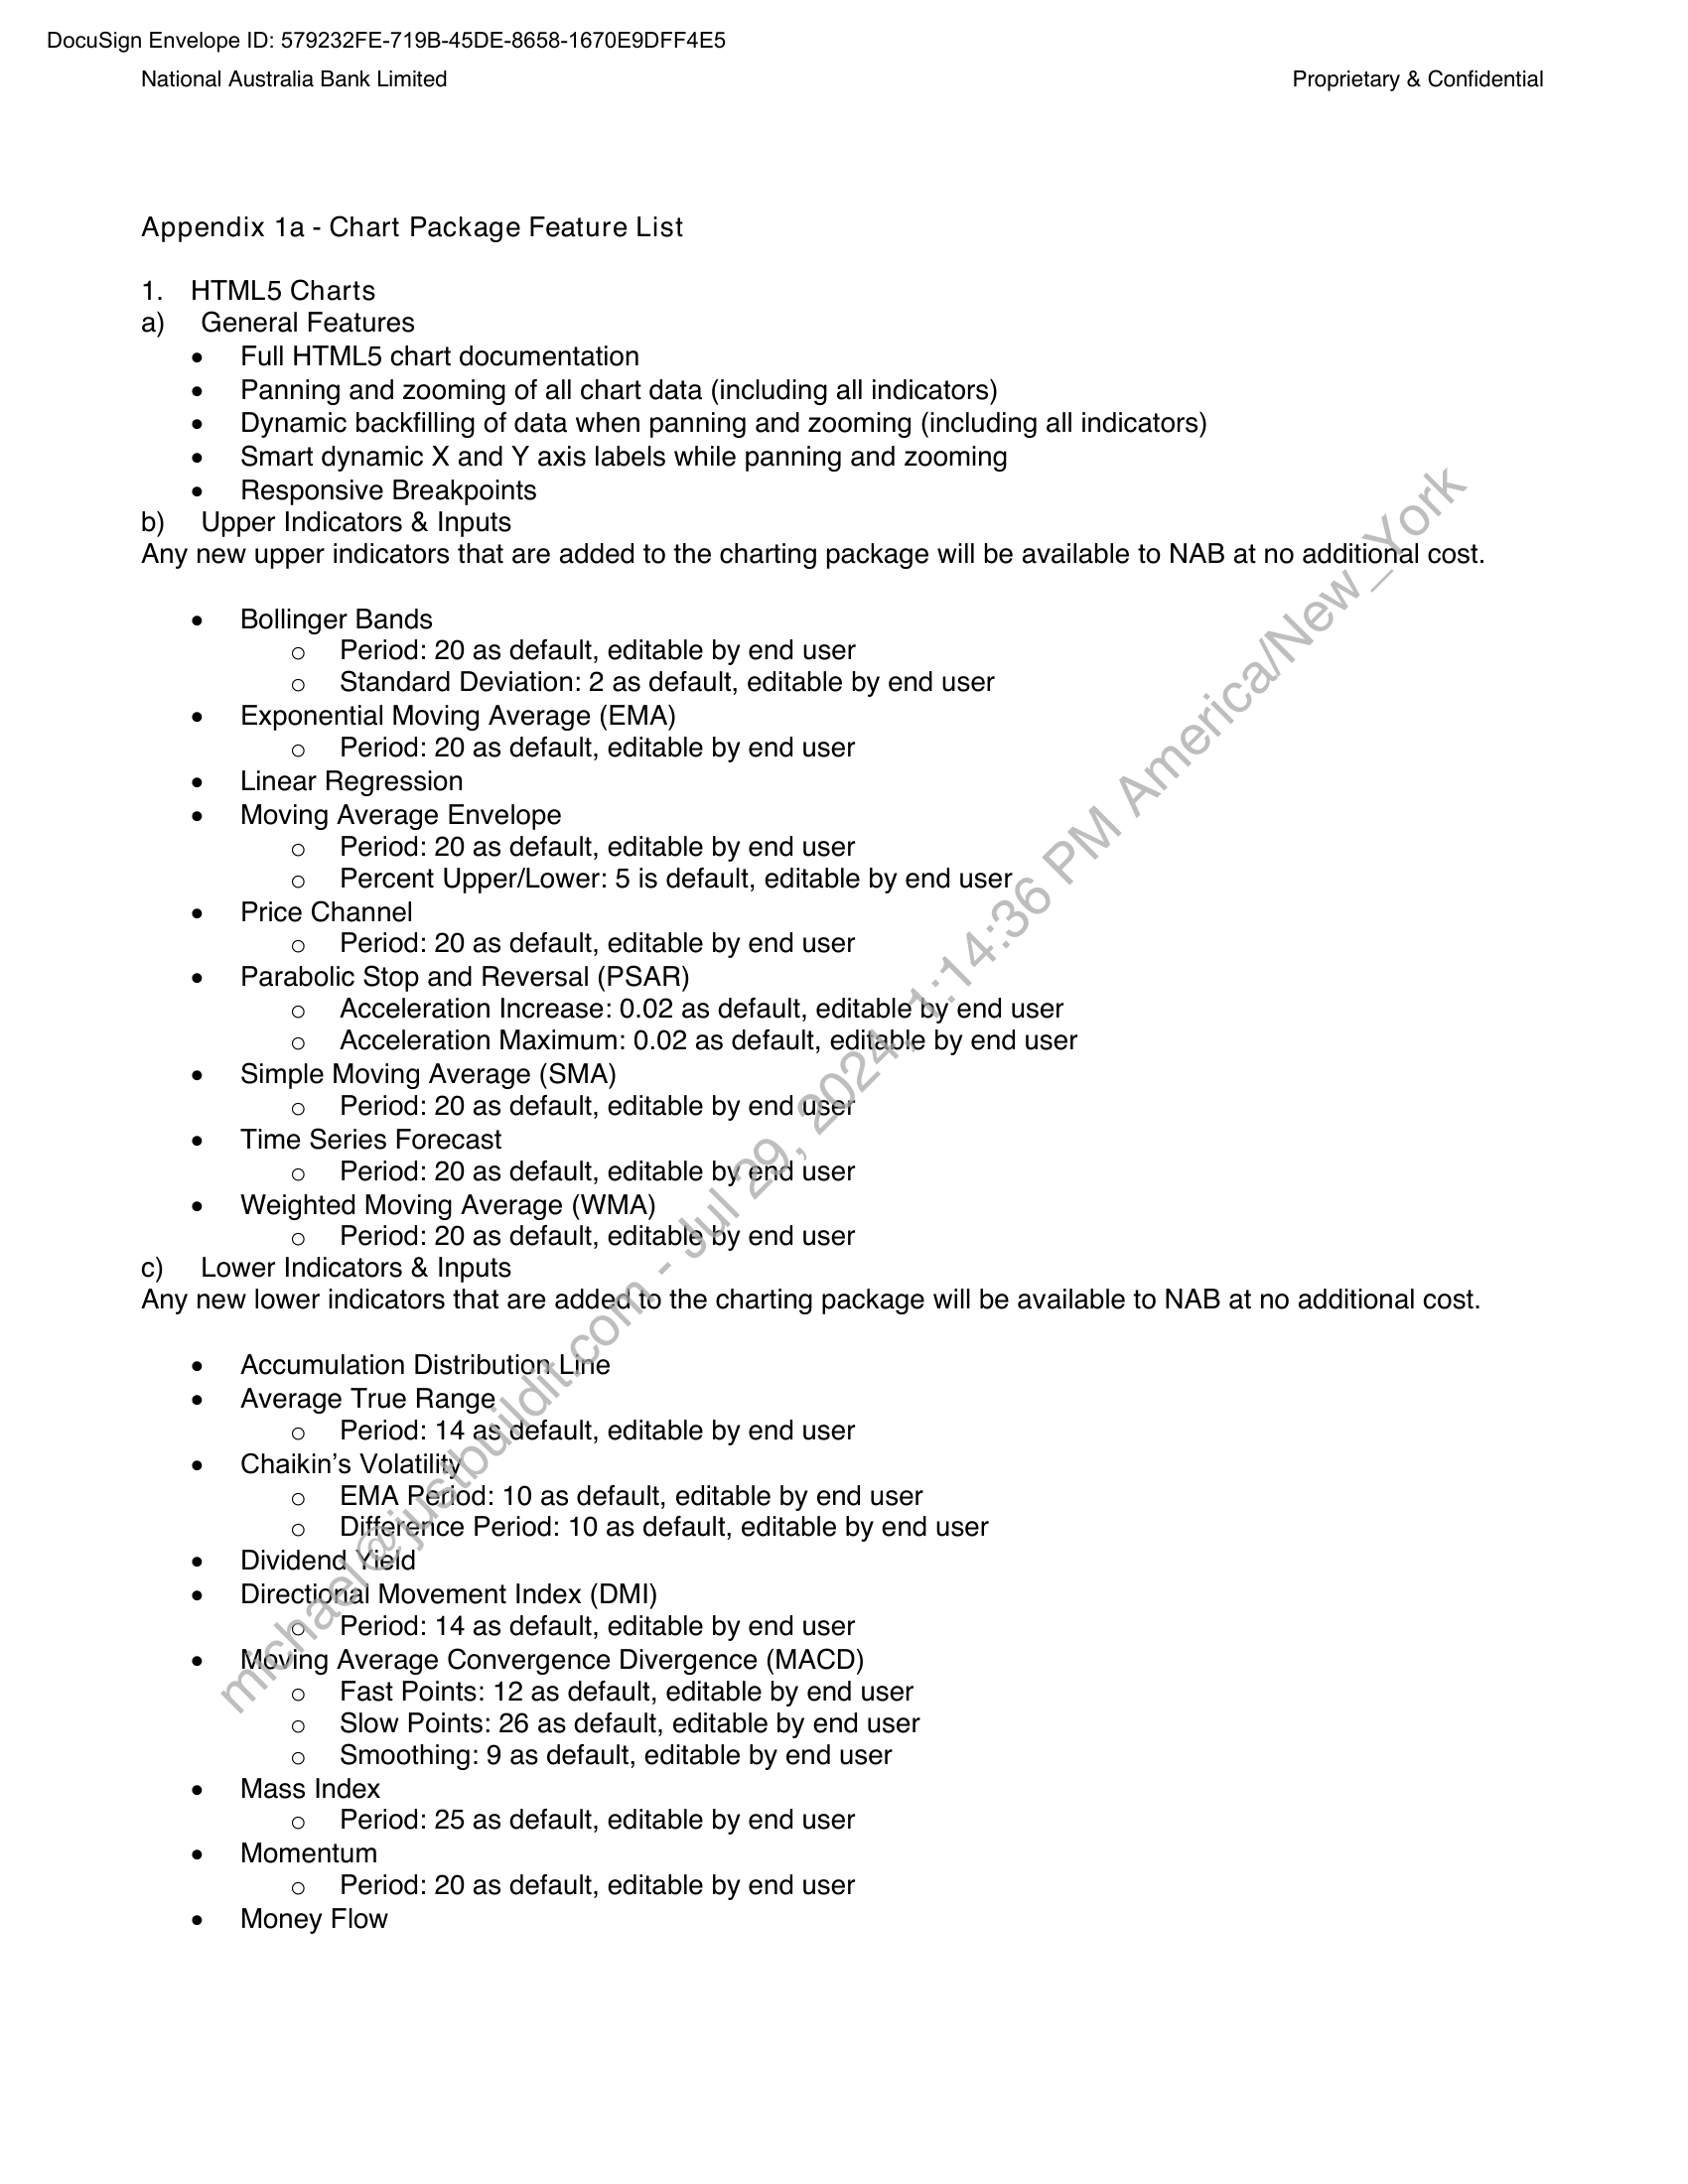 DocuSign Envelope ID: 579232FE-719B-45DE-8658-1670E9DFF4E5
National Australia Bank Limited Proprietary & Confidential
Appendix 1a - Chart Package Feature List
1. HTML5 Charts
a) General Features
• Full HTML5 chart documentation
• Panning and zooming of all chart data (including all indicators)
• Dynamic backfilling of data when panning and zooming (including all indicators)
• Smart dynamic X and Y axis labels while panning and zooming
• Responsive Breakpoints
b) Upper Indicators & Inputs
Any new upper indicators that are added to the charting package will be available to NAB at no additional cost.
• Bollinger Bands
o Period: 20 as default, editable by end user
o Standard Deviation: 2 as default, editable by end user
• Exponential Moving Average (EMA)
o Period: 20 as default, editable by end user
• Linear Regression
• Moving Average Envelope
o Period: 20 as default, editable by end user
o Percent Upper/Lower: 5 is default, editable by end user
• Price Channel
o Period: 20 as default, editable by end user
• Parabolic Stop and Reversal (PSAR)
o Acceleration Increase: 0.02 as default, editable by end user
o Acceleration Maximum: 0.02 as default, editable by end user
• Simple Moving Average (SMA)
o Period: 20 as default, editable by end user
• Time Series Forecast
o Period: 20 as default, editable by end user
• Weighted Moving Average (WMA)
o Period: 20 as default, editable by end user
c) Lower Indicators & Inputs
Any new lower indicators that are added to the charting package will be available to NAB at no additional cost.
• Accumulation Distribution Line
• Average True Range
o Period: 14 as default, editable by end user
• Chaikin’s Volatility
o EMA Period: 10 as default, editable by end user
o Difference Period: 10 as default, editable by end user
• Dividend Yield
• Directional Movement Index (DMI)
o Period: 14 as default, editable by end user
• Moving Average Convergence Divergence (MACD)
o Fast Points: 12 as default, editable by end user
o Slow Points: 26 as default, editable by end user
o Smoothing: 9 as default, editable by end user
• Mass Index
o Period: 25 as default, editable by end user
• Momentum
o Period: 20 as default, editable by end user
• Money Flow
michael@justbuildit.com - Jul 29, 2024, 1:14:36 PM America/New_York